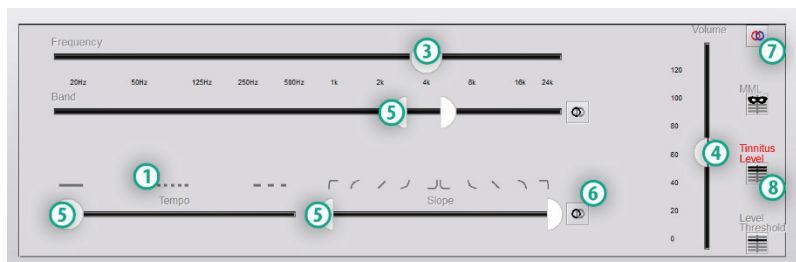 Frequency
Volume
3
7
20Hz 50Hz 125Hz 250Hz 500Hz 1k 2k 4k 8k 16k 24k
Band
5
120
100
80
60
40
20
0
MML
4
Tinnitus
Level
8
1
6
Tempo
Slope
5
5
Level
Threshold